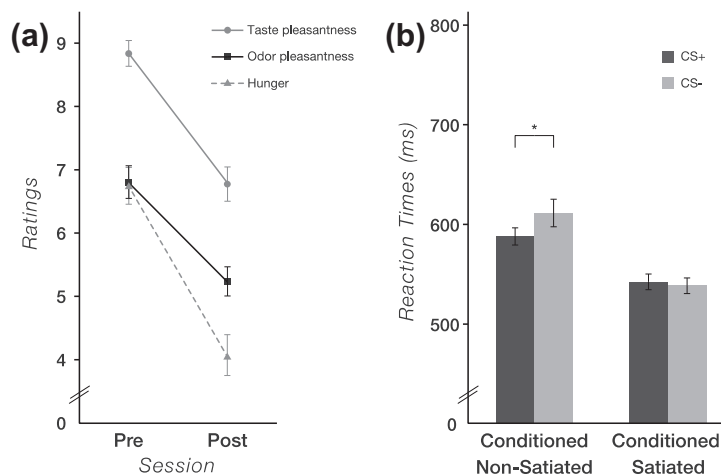 (a)
Taste pleasantness
Odor pleasantness
Hunger
Ratings
9
8
7
6
5
4
0
Pre Post
Session
(b)
CS+
CS-
*
Reaction Times (ms)
800
700
600
500
0
Conditioned Conditioned
Non-Satiated Satiated